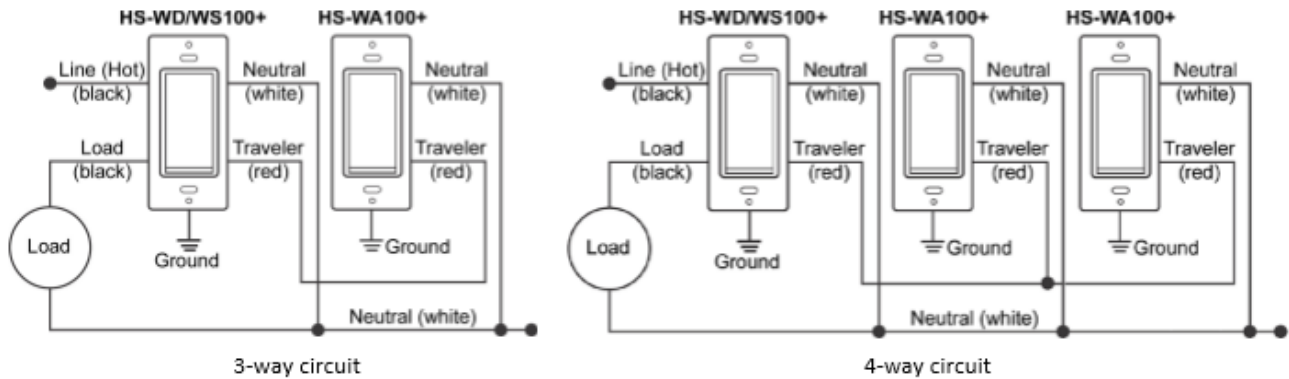 HS-WD/WS100+ HS-WA100+
Line (Hot)
(black)
Neutral
(white)
Neutral
(white)
Load
(black)
Traveler
(red)
Traveler
(red)
Load
Ground
Ground
Neutral (white)
3-way circuit
HS-WD/WS100+ HS-WA100+ HS-WA100+
Line (Hot)
(black)
Neutral
(white)
Neutral
(white)
Neutral
(white)
Load
(black)
Traveler
(red)
Traveler
(red)
Traveler
(red)
Load
Ground
Ground
Ground
Neutral (white)
4-way circuit